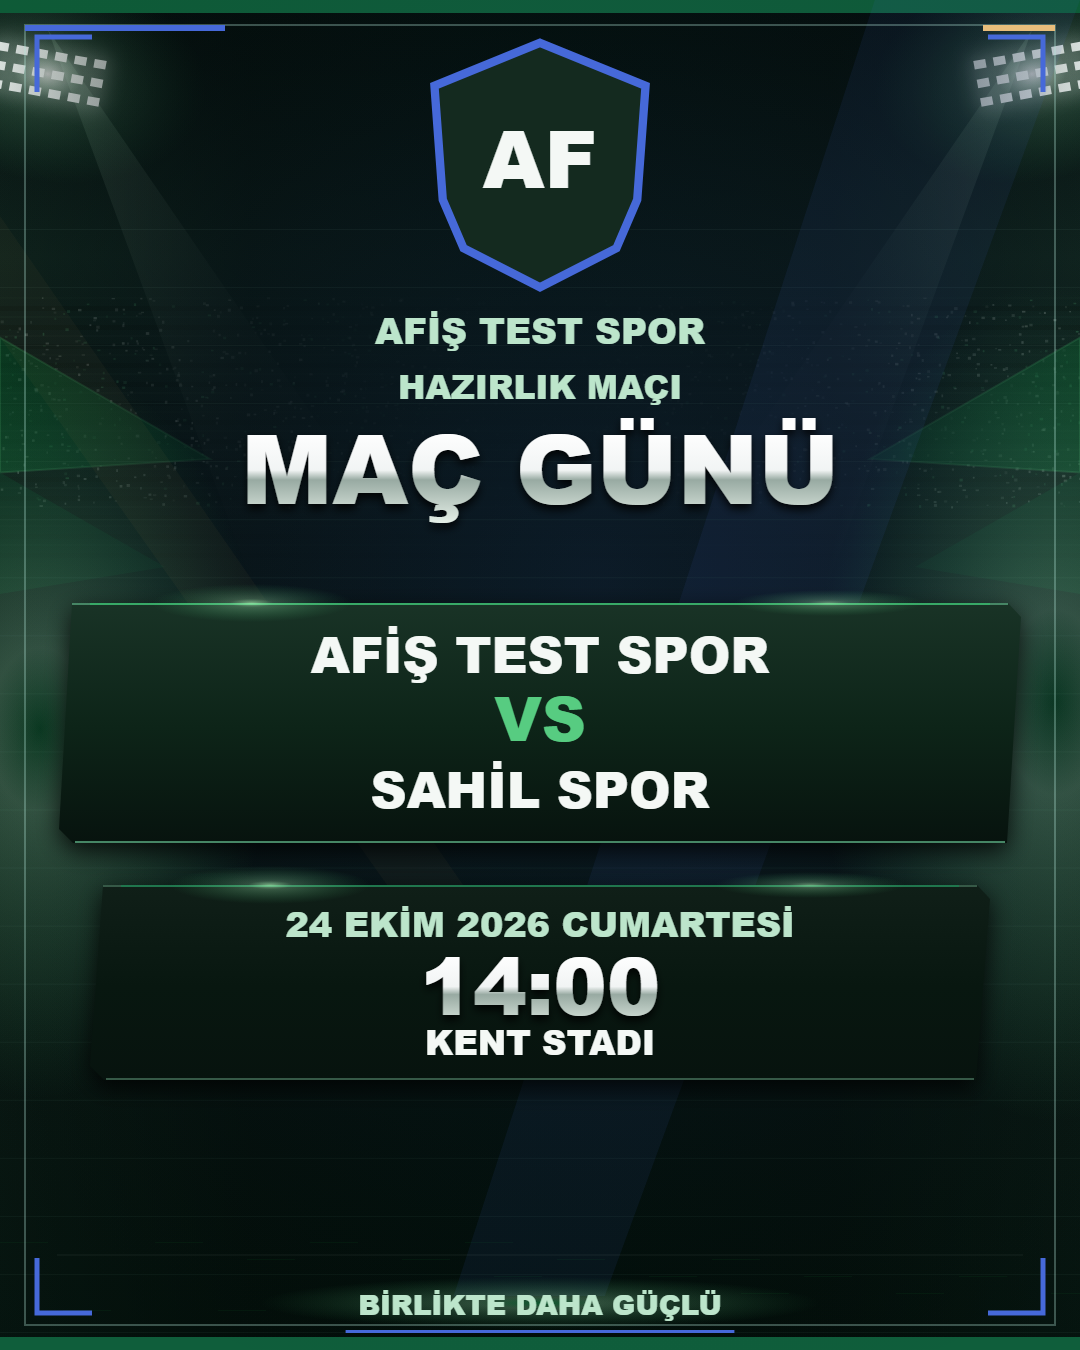 AF
AFİŞ TEST SPOR
HAZIRLIK MAÇI
MAÇ GÜNÜ
AFİŞ TEST SPOR
VS
SAHİL SPOR
24 EKİM 2026 CUMARTESİ
14:00
KENT STADI
BİRLİKTE DAHA GÜÇLÜ